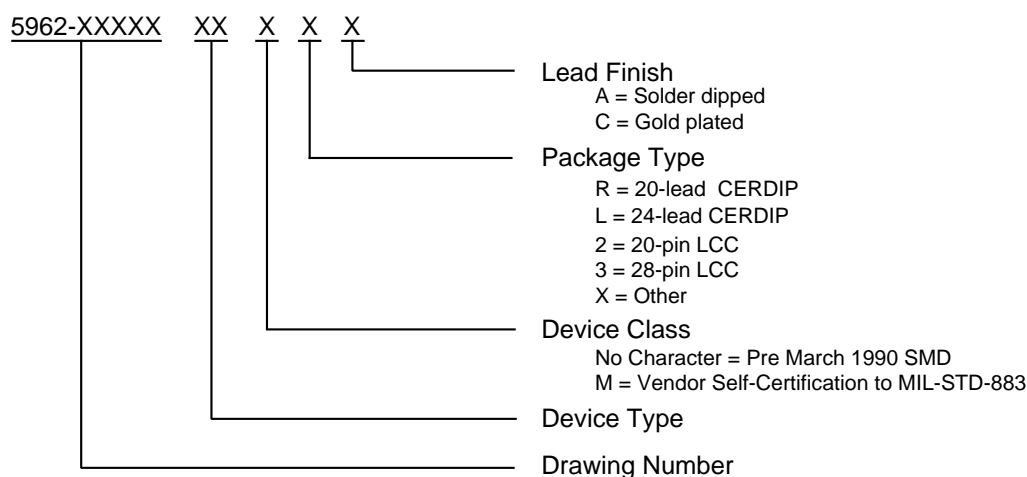 5962-XXXXX XX X X X
Lead Finish
A = Solder dipped
C = Gold plated
Package Type
R = 20-lead CERDIP
L = 24-lead CERDIP
2 = 20-pin LCC
3 = 28-pin LCC
X = Other
Device Class
No Character = Pre March 1990 SMD
M = Vendor Self-Certification to MIL-STD-883
Device Type
Drawing Number